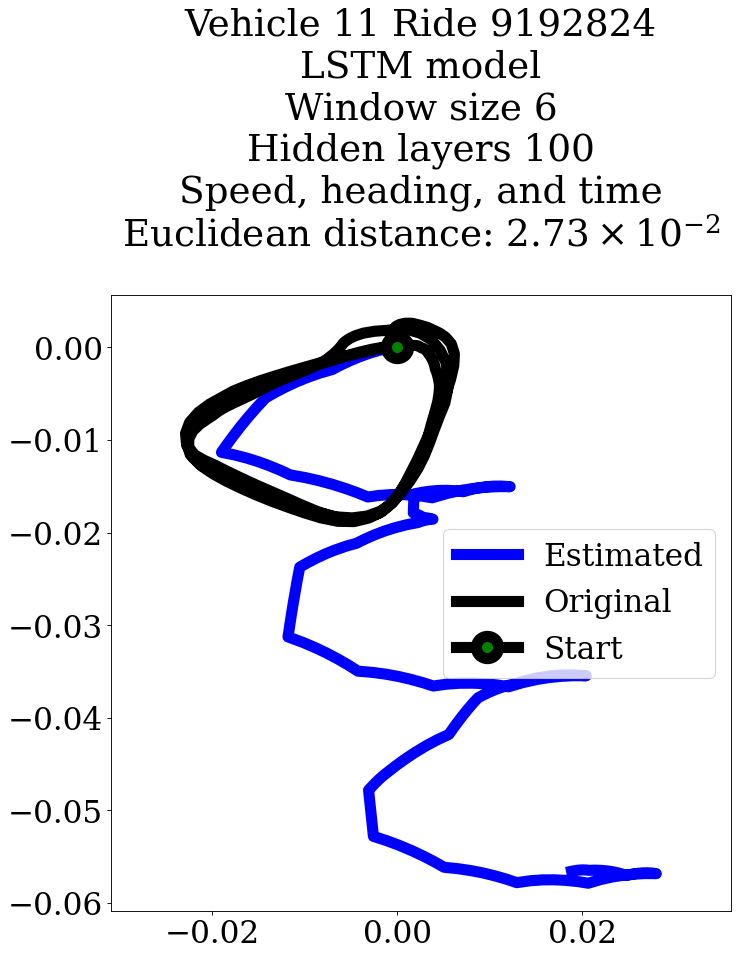 Vehicle 11 Ride 9192824
LSTM model
Window size 6
Hidden layers 100
Speed, heading, and time
Euclidean distance: 2.73 × 10⁻²
0.00
−0.01
−0.02
−0.03
−0.04
−0.05
−0.06
Estimated
Original
Start
−0.02 0.00 0.02